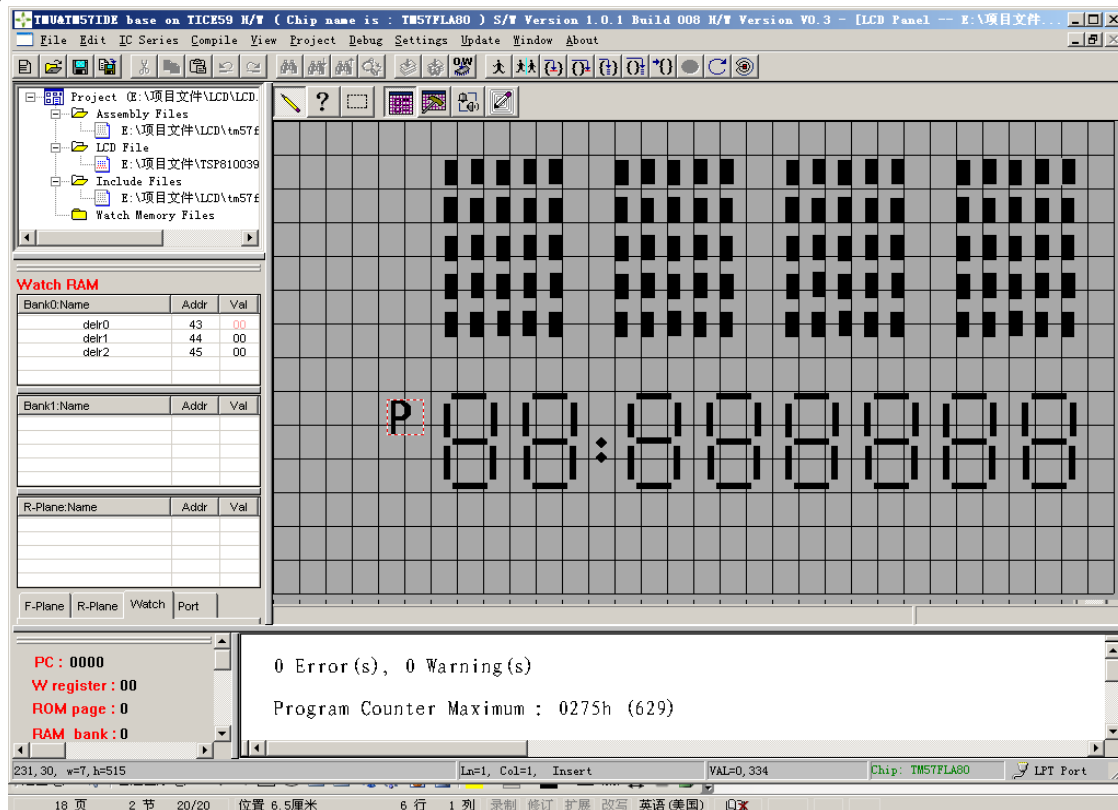 TMU&TM57IDE base on TICE59 H/W ( Chip name is : TM57FLA80 ) S/W Version 1.0.1 Build 008 H/W Version V0.3 - [LCD Panel -- E:\项目文件...
File Edit IC Series Compile View Project Debug Settings Update Window About
Project (E:\项目文件\LCD\LCD.
Assembly Files
E:\项目文件\LCD\tm57f
LCD File
E:\项目文件\TSP810039
Include Files
E:\项目文件\LCD\tm57f
Watch Memory Files
Watch RAM
Bank0:Name Addr Val
delr0 43 00
delr1 44 00
delr2 45 00
Bank1:Name Addr Val
R-Plane:Name Addr Val
F-Plane R-Plane Watch Port
P 88:888888
PC : 0000
W register : 00
ROM page : 0
RAM bank : 0
0 Error(s), 0 Warning(s)
Program Counter Maximum : 0275h (629)
231,30, w=7,h=515 Ln=1, Col=1, Insert VAL=0,334 Chip: TM57FLA80 LPT Port
18 页 2 节 20/20 位置 6.5厘米 6 行 1 列 录制 修订 扩展 改写 英语(美国)